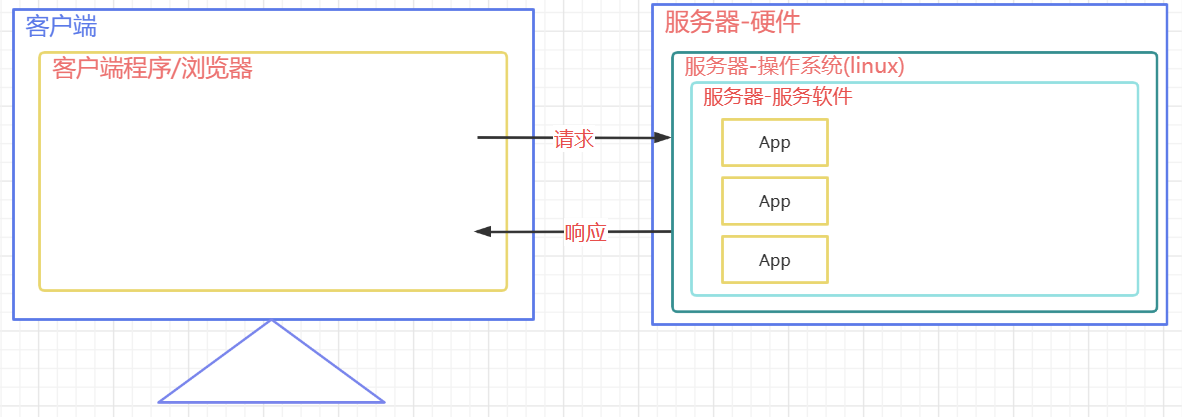 客户端
客户端程序/浏览器
请求
响应
服务器-硬件
服务器-操作系统(linux)
服务器-服务软件
App
App
App